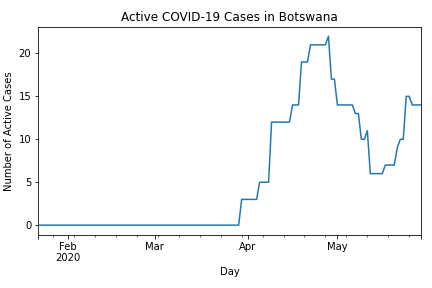 Active COVID-19 Cases in Botswana
Number of Active Cases
20
15
10
5
0
Feb
2020
Mar
Apr
May
Day